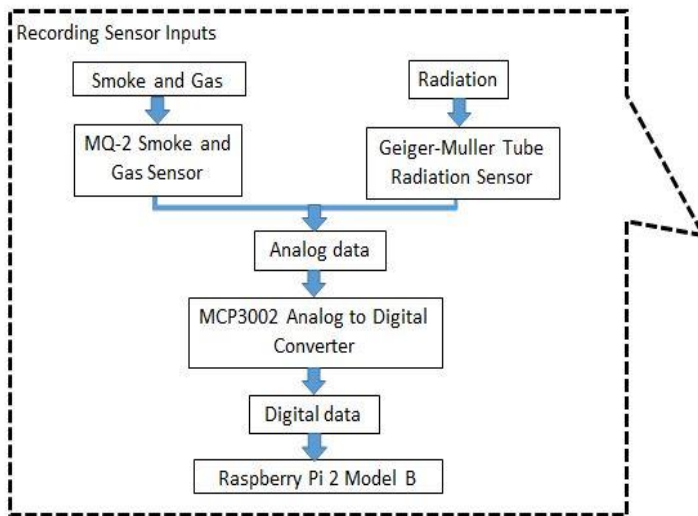 Recording Sensor Inputs
Smoke and Gas
Radiation
MQ-2 Smoke and
Gas Sensor
Geiger-Muller Tube
Radiation Sensor
Analog data
MCP3002 Analog to Digital
Converter
Digital data
Raspberry Pi 2 Model B